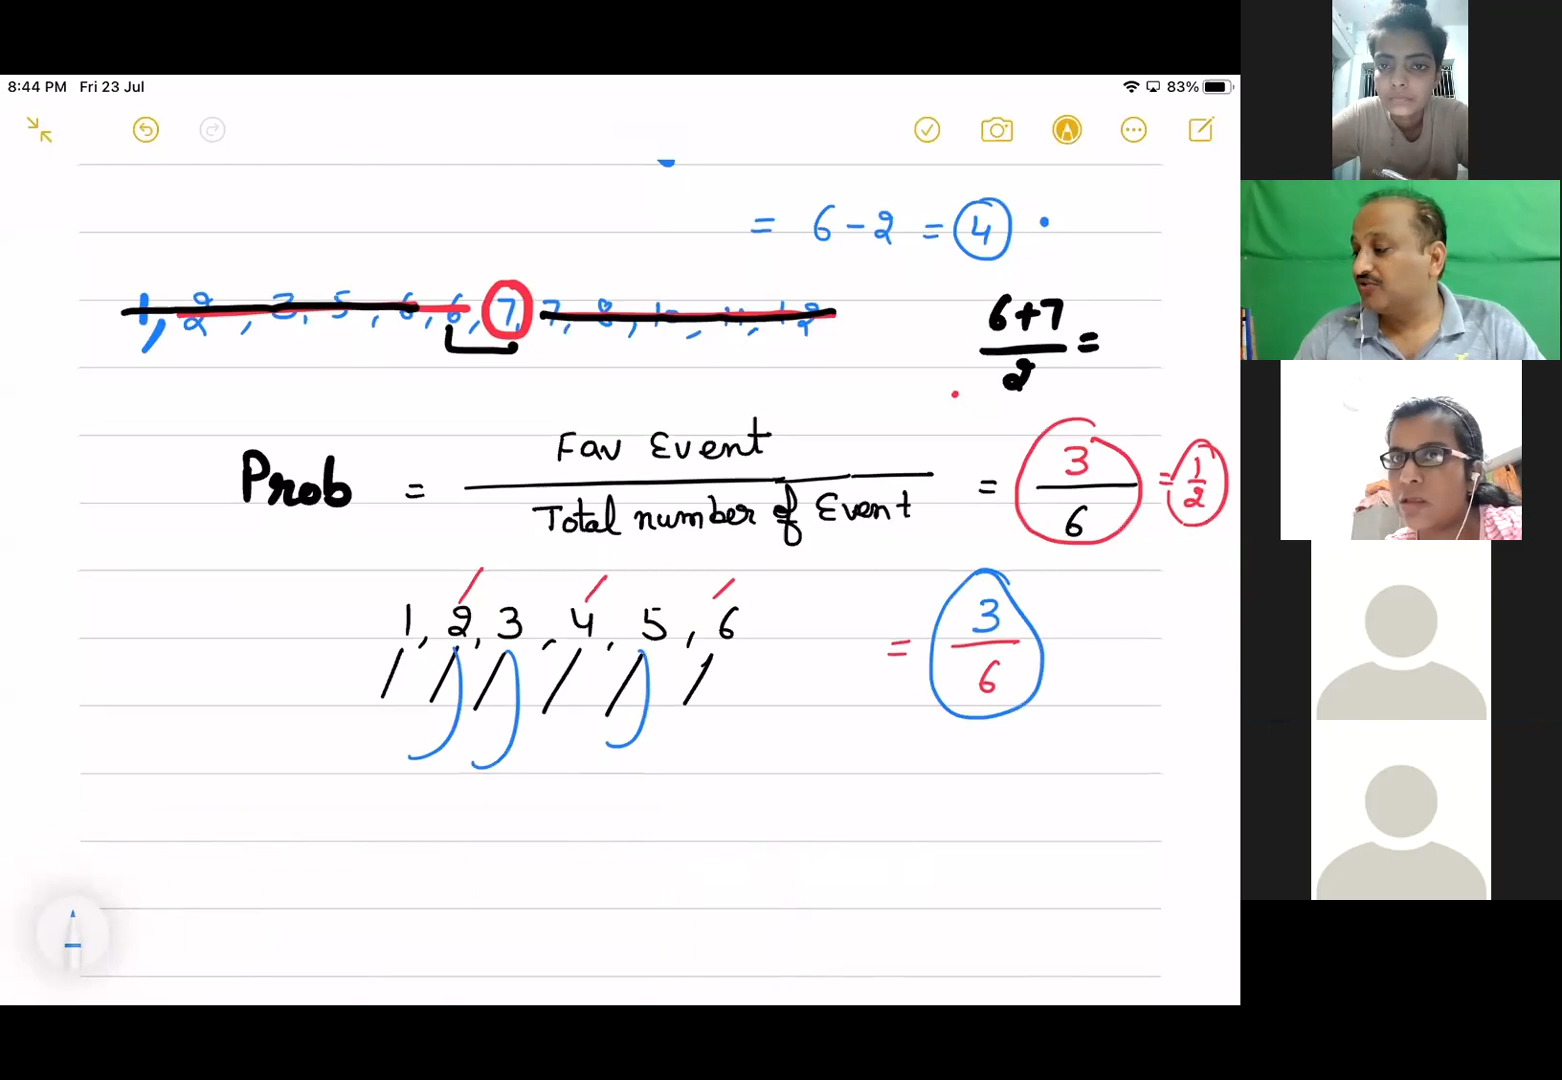 8:44 PM Fri 23 Jul 83%
= 6 - 2 = 4
1, 2, 3, 5, 6, 6, 7, 7, 8,
6+7
2 =
Prob = Fav Event / Total number of Event = 3/6 = 1/2
1, 2, 3, 4, 5, 6 = 3/6